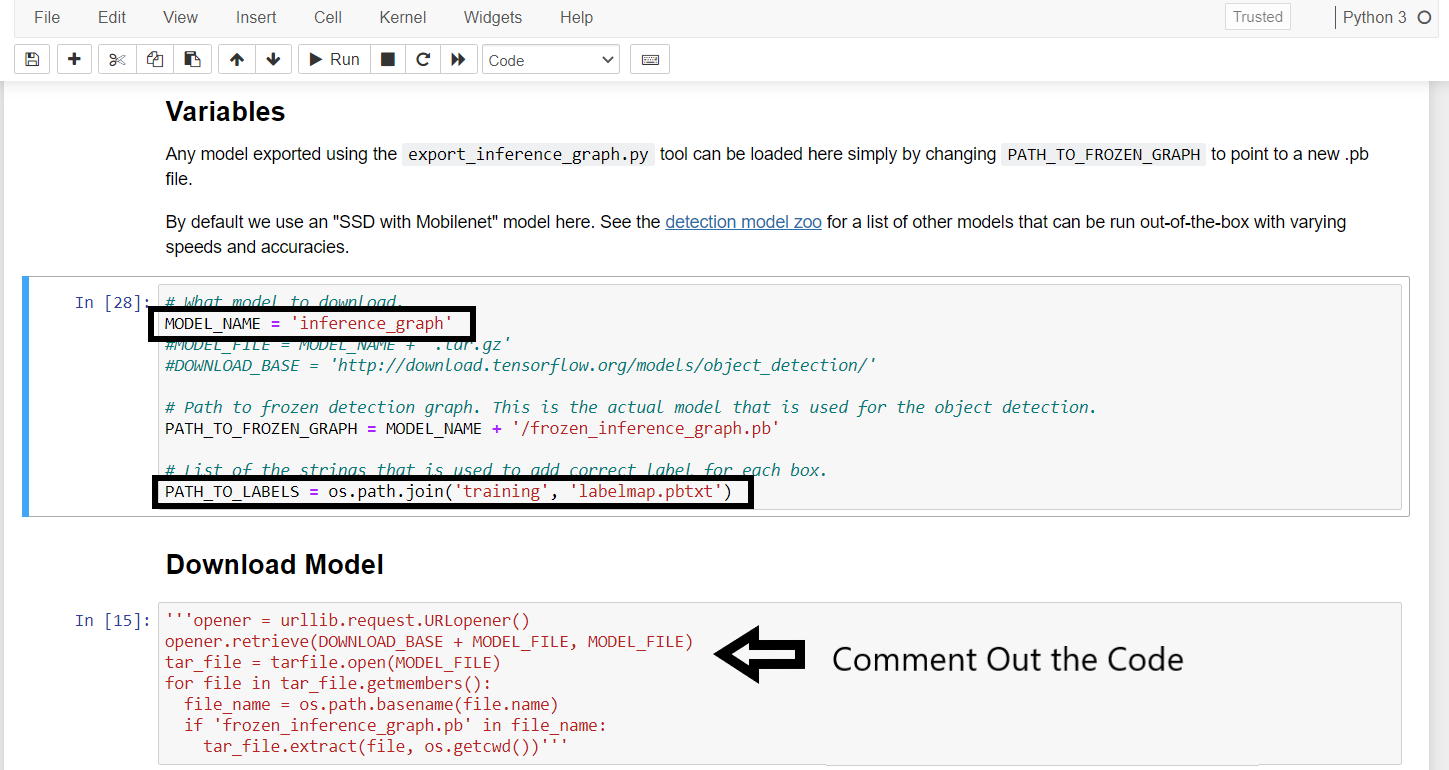 File Edit View Insert Cell Kernel Widgets Help Trusted Python 3
Run Code
Variables
Any model exported using the export_inference_graph.py tool can be loaded here simply by changing PATH_TO_FROZEN_GRAPH to point to a new .pb
file.
By default we use an "SSD with Mobilenet" model here. See the detection model zoo for a list of other models that can be run out-of-the-box with varying
speeds and accuracies.
In [28]: # What model to download.
MODEL_NAME = 'inference_graph'
#MODEL_FILE = MODEL_NAME + '.tar.gz'
#DOWNLOAD_BASE = 'http://download.tensorflow.org/models/object_detection/'
# Path to frozen detection graph. This is the actual model that is used for the object detection.
PATH_TO_FROZEN_GRAPH = MODEL_NAME + '/frozen_inference_graph.pb'
# List of the strings that is used to add correct label for each box.
PATH_TO_LABELS = os.path.join('training', 'labelmap.pbtxt')
Download Model
In [15]: '''opener = urllib.request.URLopener()
opener.retrieve(DOWNLOAD_BASE + MODEL_FILE, MODEL_FILE)
tar_file = tarfile.open(MODEL_FILE)
for file in tar_file.getmembers():
file_name = os.path.basename(file.name)
if 'frozen_inference_graph.pb' in file_name:
tar_file.extract(file, os.getcwd())'''
Comment Out the Code